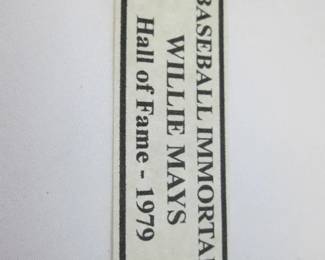 BASEBALL IMMORTA
WILLIE MAYS
Hall of Fame - 1979